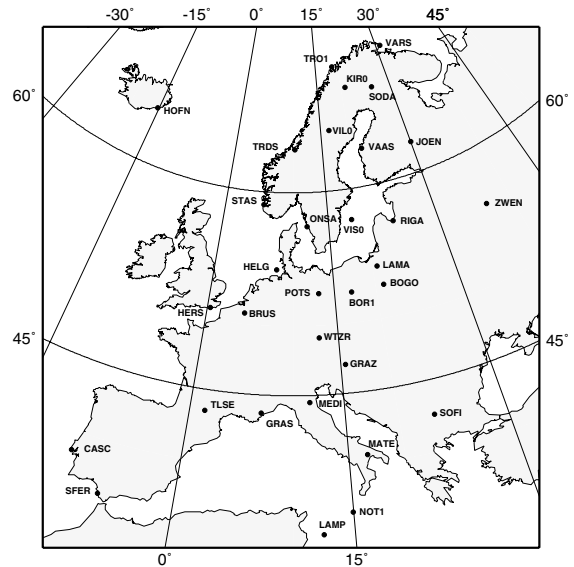 -30° -15° 0° 15° 30° 45°
VARS
TRO1
KIR0
SODA
60° 60°
HOFN
VIL0
JOEN
TRDS
VAAS
STAS
ZWEN
ONSA
RIGA
VIS0
HELG
LAMA
BOGO
POTS
BOR1
HERS
BRUS
WTZR
45° 45°
GRAZ
TLSE
MEDI
GRAS
SOFI
MATE
CASC
SFER
NOT1
LAMP
0° 15°